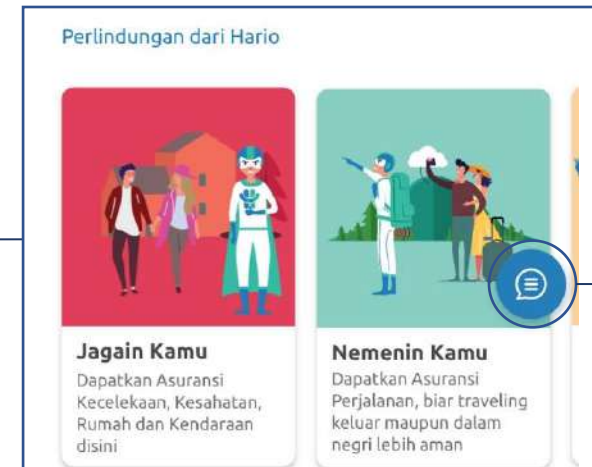 Perlindungan dari Hario
Jagain Kamu
Dapatkan Asuransi
Kecelekaan, Kesahatan,
Rumah dan Kendaraan
disini
Nemenin Kamu
Dapatkan Asuransi
Perjalanan, biar traveling
keluar maupun dalam
negri lebih aman